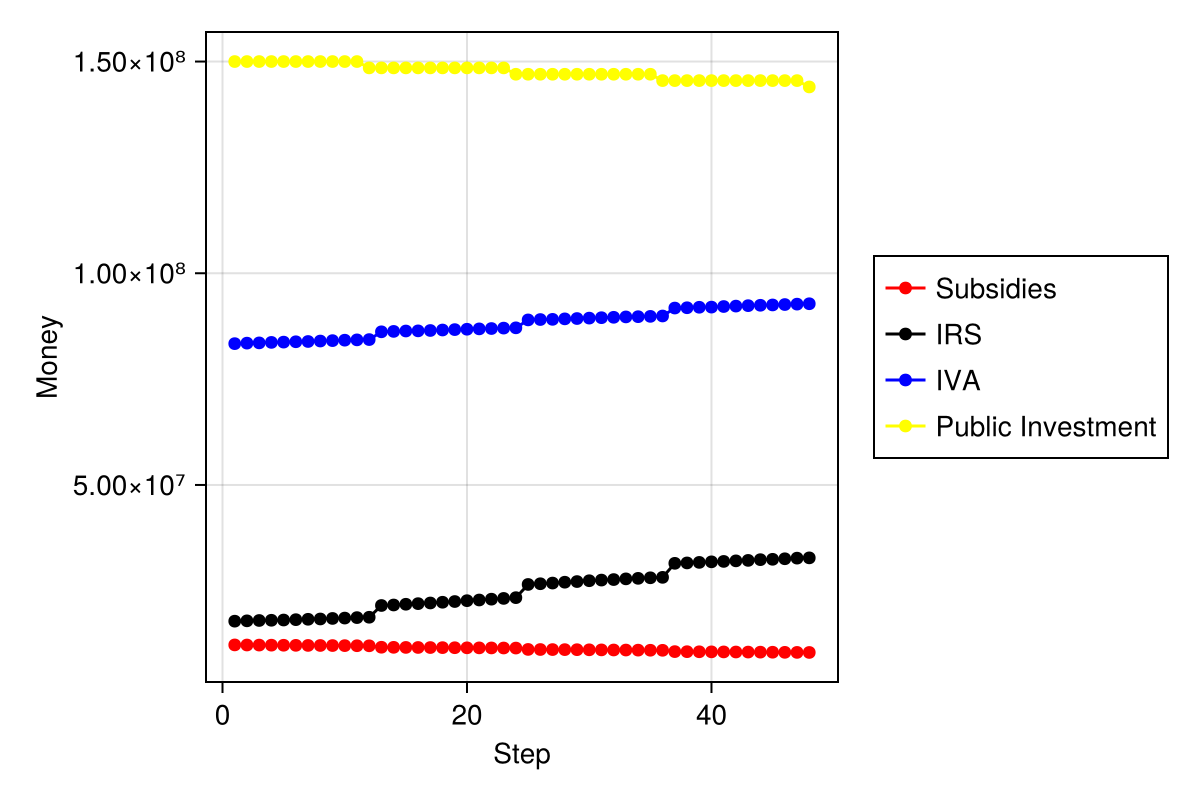 1.50×10⁸
1.00×10⁸
5.00×10⁷
Money
0 20 40
Step
Subsidies
IRS
IVA
Public Investment